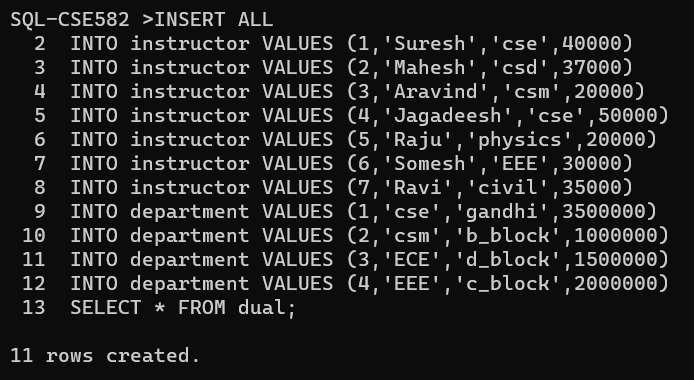 SQL-CSE582 >INSERT ALL
  2  INTO instructor VALUES (1,'Suresh','cse',40000)
  3  INTO instructor VALUES (2,'Mahesh','csd',37000)
  4  INTO instructor VALUES (3,'Aravind','csm',20000)
  5  INTO instructor VALUES (4,'Jagadeesh','cse',50000)
  6  INTO instructor VALUES (5,'Raju','physics',20000)
  7  INTO instructor VALUES (6,'Somesh','EEE',30000)
  8  INTO instructor VALUES (7,'Ravi','civil',35000)
  9  INTO department VALUES (1,'cse','gandhi',3500000)
 10  INTO department VALUES (2,'csm','b_block',1000000)
 11  INTO department VALUES (3,'ECE','d_block',1500000)
 12  INTO department VALUES (4,'EEE','c_block',2000000)
 13  SELECT * FROM dual;
11 rows created.